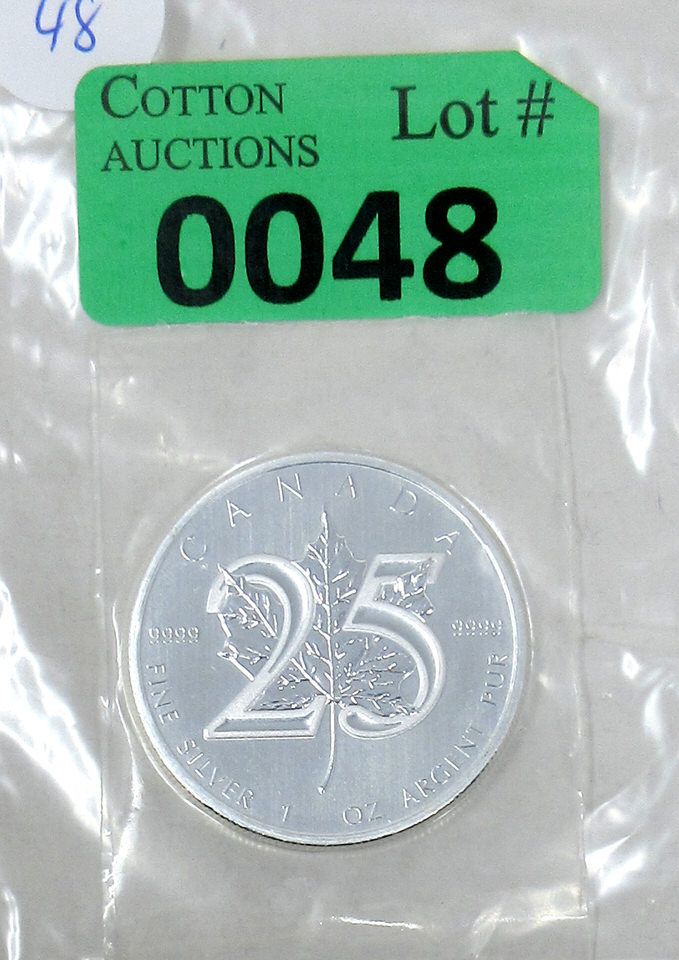 48
COTTON
AUCTIONS
Lot #
0048
CANADA
25
9999
9999
FINE SILVER 1 OZ ARGENT PUR